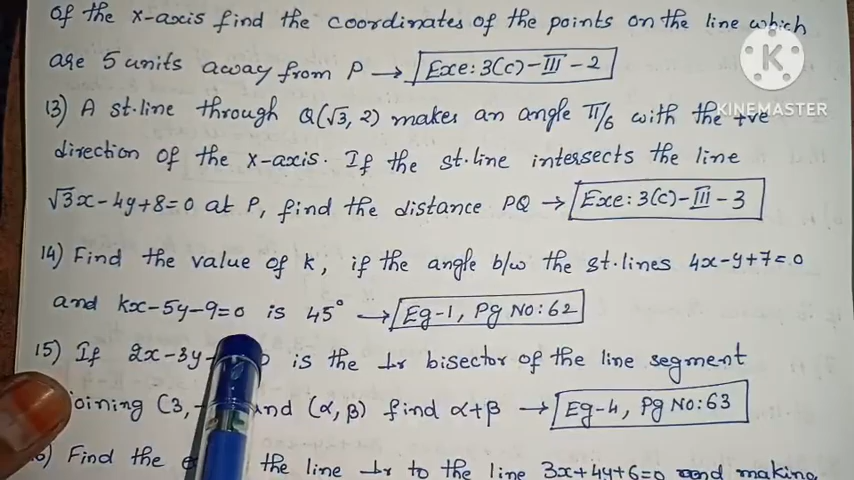 of the x-axis find the coordinates of the points on the line which
are 5 units away from P → Exe: 3(c)-III-2
K
KINEMASTER
13) A st.line through Q(√3, 2) makes an angle π/6 with the +ve
direction of the x-axis. If the st.line intersects the line
√3x-4y+8=0 at P, find the distance PQ → Exe: 3(c)-III-3
14) Find the value of k, if the angle b/w the st.lines 4x-y+7=0
and kx-5y-9=0 is 45° → Eg-1, Pg No: 62
15) If 2x-3y- is the ⊥r bisector of the line segment
joining (3, and (α, β) find α+β → Eg-4, Pg No: 63
Find the the line ⊥r to the line 3x+4y+6=0 and making